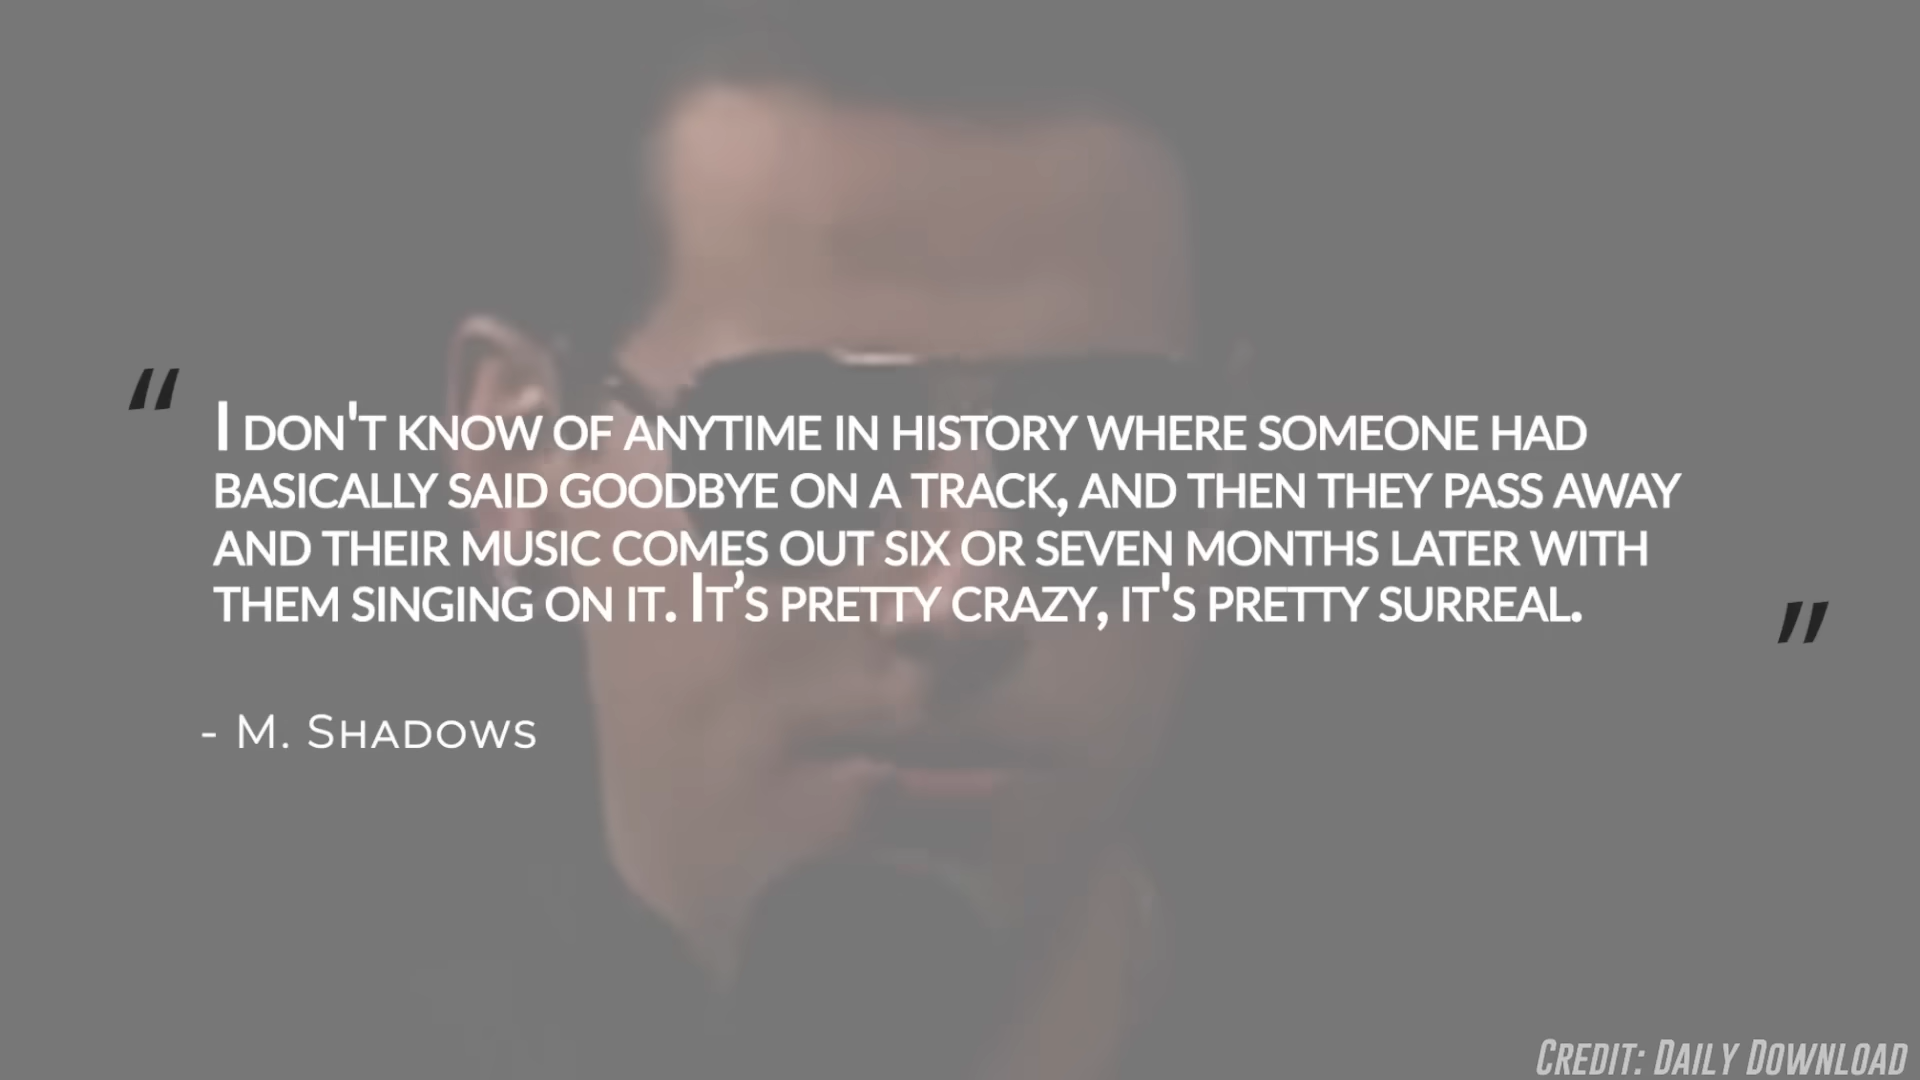 “
I DON'T KNOW OF ANYTIME IN HISTORY WHERE SOMEONE HAD
BASICALLY SAID GOODBYE ON A TRACK, AND THEN THEY PASS AWAY
AND THEIR MUSIC COMES OUT SIX OR SEVEN MONTHS LATER WITH
THEM SINGING ON IT. IT’S PRETTY CRAZY, IT'S PRETTY SURREAL.
”
- M. SHADOWS
CREDIT: DAILY DOWNLOAD